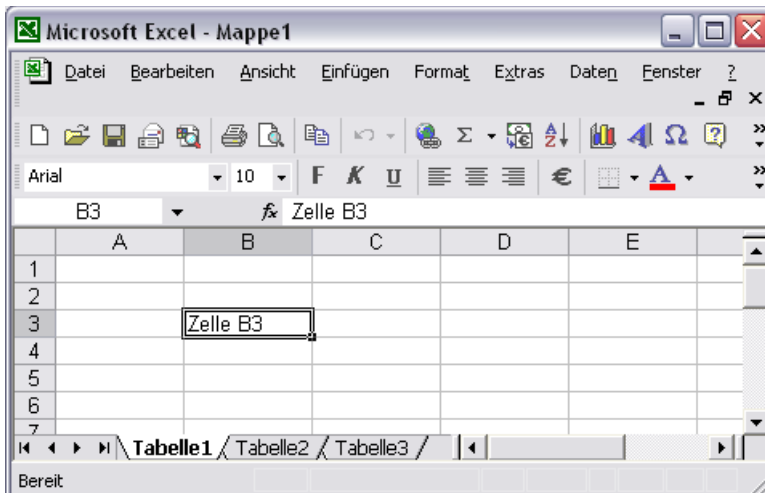 Microsoft Excel - Mappe1
Datei Bearbeiten Ansicht Einfügen Format Extras Daten Fenster ?
Arial 10 F K U €  A
B3 fx Zelle B3
A B C D E
1
2
3 Zelle B3
4
5
6
7
Tabelle1 Tabelle2 Tabelle3
Bereit